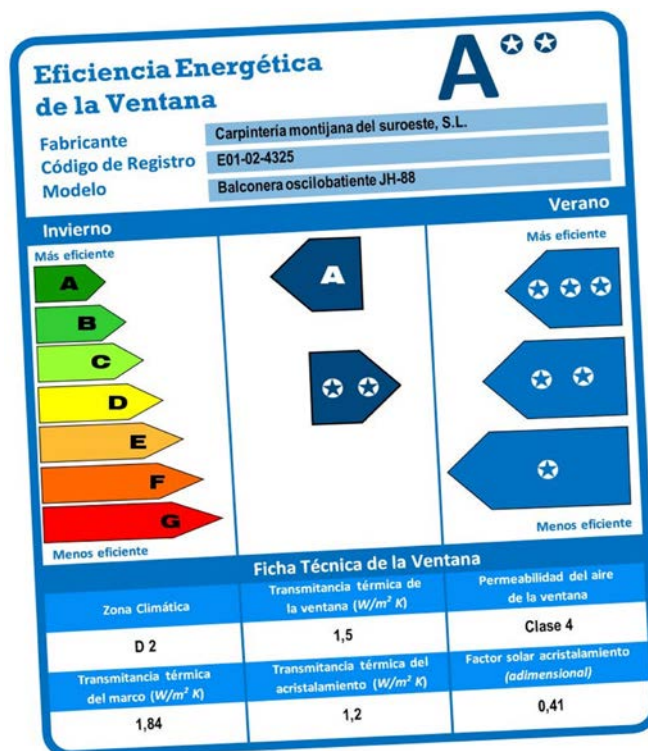 Eficiencia Energética
de la Ventana
A
Fabricante
Carpintería montijana del suroeste, S.L.
Código de Registro
E01-02-4325
Modelo
Balconera oscilobatiente JH-88
Invierno
Verano
Más eficiente
A
B
C
D
E
F
G
Menos eficiente
A
Más eficiente
Menos eficiente
Ficha Técnica de la Ventana
Zona Climática
D 2
Transmitancia térmica de
la ventana (W/m² K)
1,5
Permeabilidad del aire
de la ventana
Clase 4
Transmitancia térmica
del marco (W/m² K)
1,84
Transmitancia térmica del
acristalamiento (W/m² K)
1,2
Factor solar acristalamiento
(adimensional)
0,41